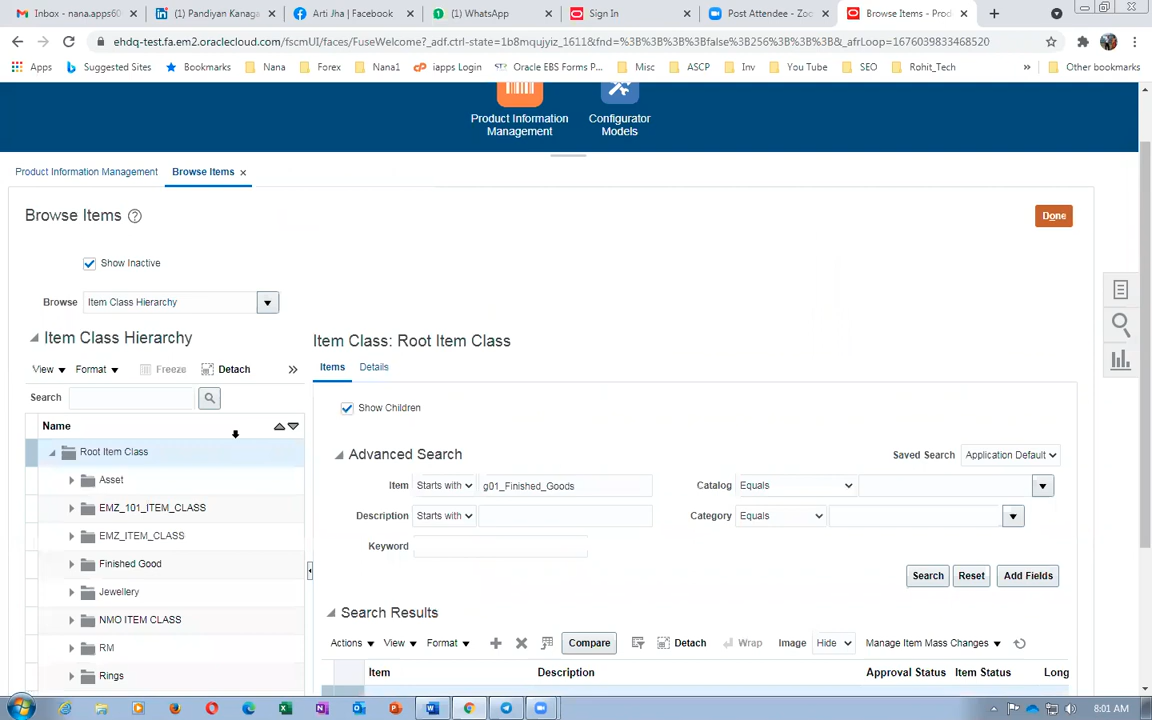 Inbox - nana.apps60 × (1) Pandiyan Kanaga × Arti Jha | Facebook × (1) WhatsApp × Sign In × Post Attendee - Zoo × Browse Items - Prod ×
ehdq-test.fa.em2.oraclecloud.com/fscmUI/faces/FuseWelcome?_adf.ctrl-state=1b8mqujyiz_1611&fnd=%3B%3B%3B%3Bfalse%3B256%3B%3B%3B&_afrLoop=1676039833468520
Apps Suggested Sites Bookmarks Nana Forex Nana1 iapps Login Oracle EBS Forms P... Misc ASCP Inv You Tube SEO Rohit_Tech » Other bookmarks
Product Information Management
Configurator Models
Product Information Management Browse Items ×
Browse Items ?
Done
Show Inactive
Browse Item Class Hierarchy
Item Class Hierarchy
Item Class: Root Item Class
View Format Freeze Detach »
Items Details
Search
Show Children
Name
Root Item Class
Asset
EMZ_101_ITEM_CLASS
EMZ_ITEM_CLASS
Finished Good
Jewellery
NMO ITEM CLASS
RM
Rings
Advanced Search
Saved Search Application Default
Item Starts with g01_Finished_Goods
Catalog Equals
Description Starts with
Category Equals
Keyword
Search Reset Add Fields
Search Results
Actions View Format Compare Detach Wrap Image Hide Manage Item Mass Changes
Item Description Approval Status Item Status Long
8:01 AM